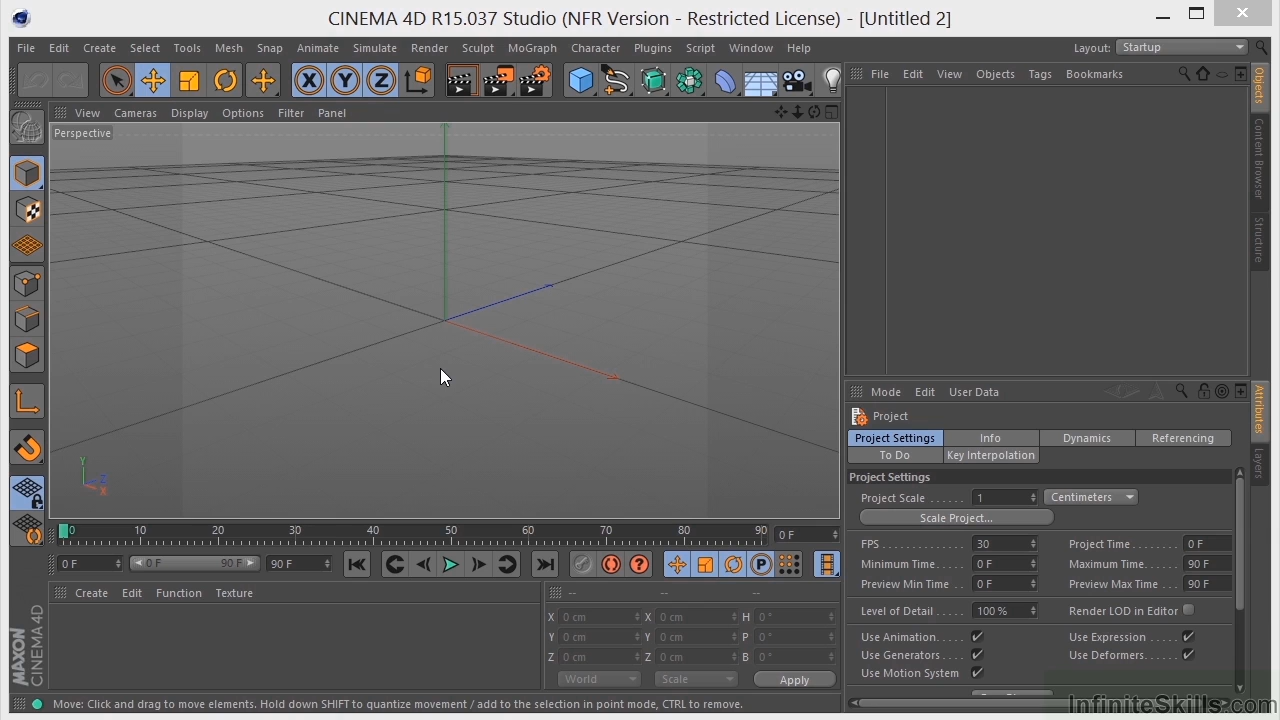 CINEMA 4D R15.037 Studio (NFR Version - Restricted License) - [Untitled 2]
File Edit Create Select Tools Mesh Snap Animate Simulate Render Sculpt MoGraph Character Plugins Script Window Help Layout: Startup
X Y Z
File Edit View Objects Tags Bookmarks
Objects
Content Browser
Structure
View Cameras Display Options Filter Panel
Perspective
Y
Z
X
Mode Edit User Data
Attributes
Layers
Project
Project Settings Info Dynamics Referencing
To Do Key Interpolation
Project Settings
Project Scale ...... 1 Centimeters
Scale Project...
FPS 30 Project Time 0 F
Minimum Time 0 F Maximum Time 90 F
Preview Min Time 0 F Preview Max Time 90 F
Level of Detail 100 % Render LOD in Editor
Use Animation Use Expression
Use Generators Use Deformers
Use Motion System
0 10 20 30 40 50 60 70 80 90 0 F
0 F 0 F 90 F 90 F
P
Create Edit Function Texture
-- -- --
X 0 cm X 0 cm H 0 °
Y 0 cm Y 0 cm P 0 °
Z 0 cm Z 0 cm B 0 °
World Scale Apply
MAXON
CINEMA 4D
Move: Click and drag to move elements. Hold down SHIFT to quantize movement / add to the selection in point mode, CTRL to remove.
InfiniteSkills.com